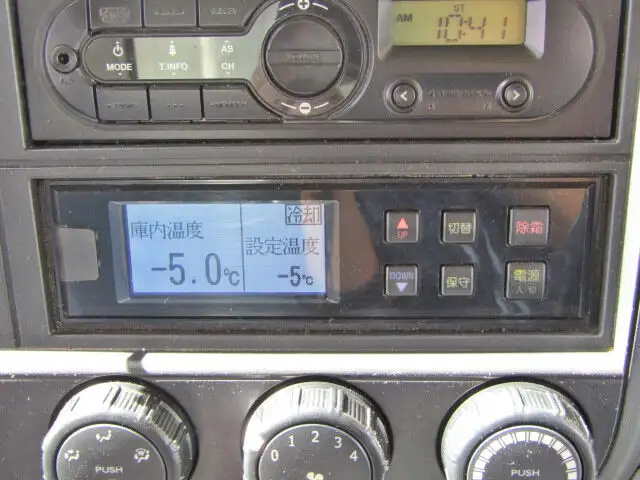 AM
ST
10:41
MODE
T.INFO
AS
CH
庫内温度
-5.0℃
冷却
設定温度
-5℃
UP
切替
除霜
DOWN
保守
電源
入 切
PUSH
0 1 2 3 4
PUSH